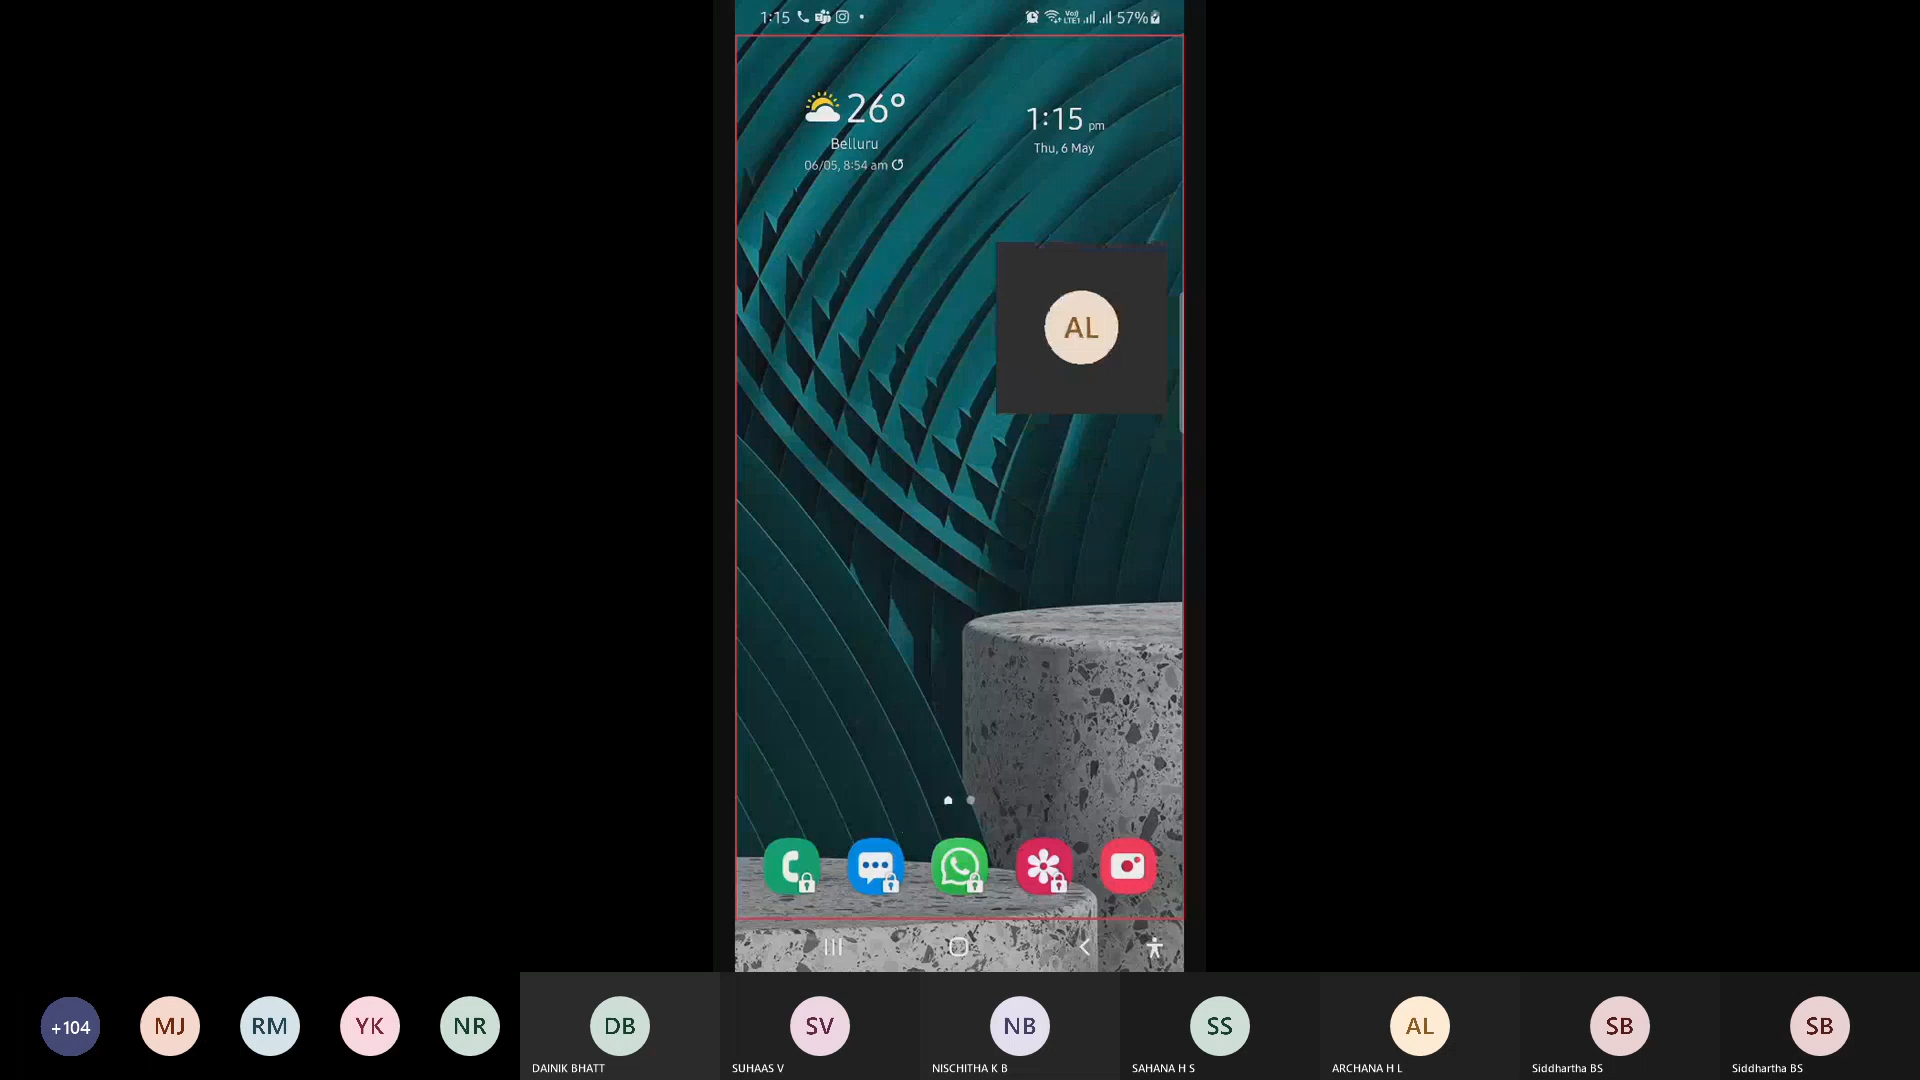 1:15
57%
26°
Belluru
06/05, 8:54 am
1:15 pm
Thu, 6 May
AL
+104
MJ
RM
YK
NR
DB
SV
NB
SS
AL
SB
SB
DAINIK BHATT
SUHAAS V
NISCHITHA K B
SAHANA H S
ARCHANA H L
Siddhartha BS
Siddhartha BS